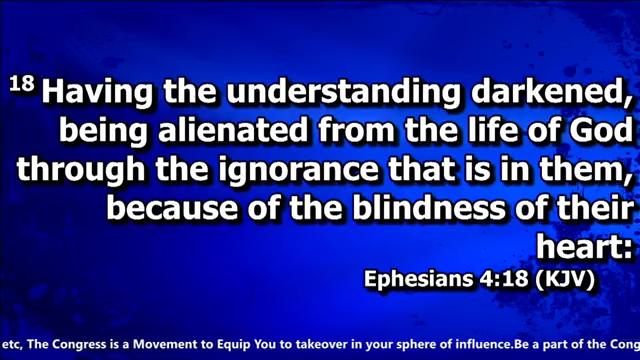 18 Having the understanding darkened,
being alienated from the life of God
through the ignorance that is in them,
because of the blindness of their
heart:
Ephesians 4:18 (KJV)
etc, The Congress is a Movement to Equip You to takeover in your sphere of influence.Be a part of the Cong